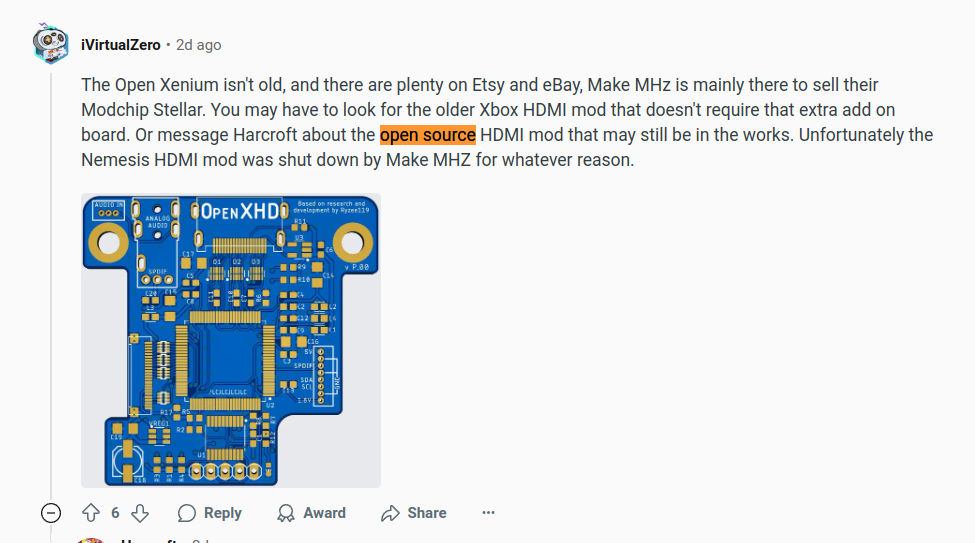 iVirtualZero • 2d ago
The Open Xenium isn't old, and there are plenty on Etsy and eBay, Make MHz is mainly there to sell their
Modchip Stellar. You may have to look for the older Xbox HDMI mod that doesn't require that extra add on
board. Or message Harcroft about the open source HDMI mod that may still be in the works. Unfortunately the
Nemesis HDMI mod was shut down by Make MHZ for whatever reason.
AUDIO IN
ANALOG
AUDIO
OPENXHD
Based on research and
development by Ryzee119
R11
U3
C6
v P.00
C17
D1 D2 D3
R9
R10
C14
SPDIF
C5
C20
C4
C2
L2
C12
C9
C16
5V
SPDIF
SDA
SCL
1.8V
U2
R17
R5
R2
VREG1
C19
U1
C18
6
Reply
Award
Share